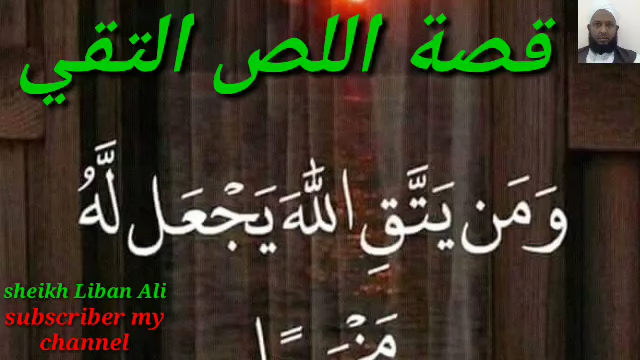 قصة اللص التقي
وَمَن يَتَّقِ اللَّهَ يَجْعَل لَّهُ
sheikh Liban Ali
subscriber my
channel